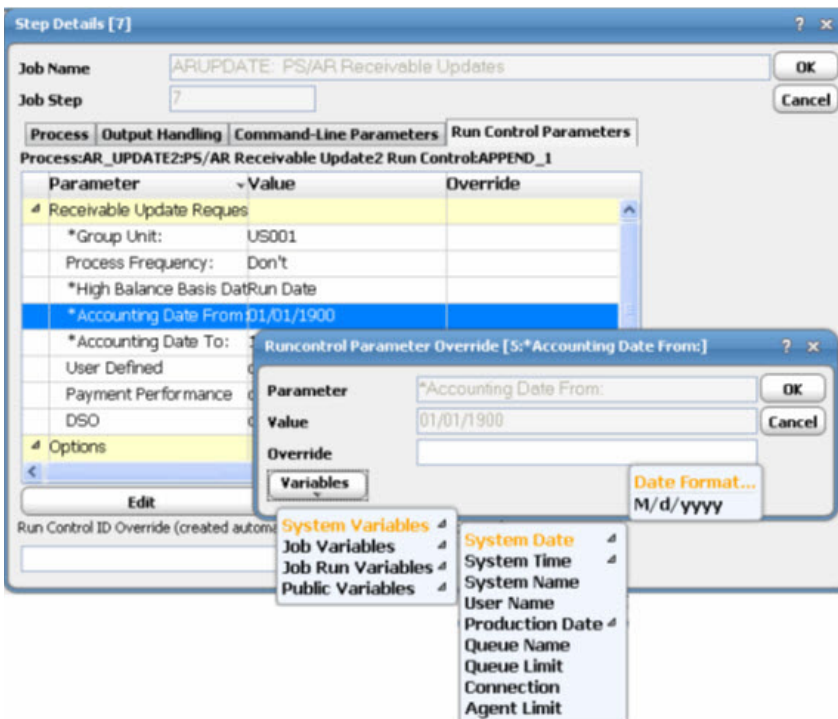 Step Details [7]
Job Name ARUPDATE: PS/AR Receivable Updates OK
Job Step 7 Cancel
Process Output Handling Command-Line Parameters Run Control Parameters
Process:AR_UPDATE2:PS/AR Receivable Update2 Run Control:APPEND_1
Parameter Value Override
Receivable Update Reques
*Group Unit: US001
Process Frequency: Don't
*High Balance Basis Dat Run Date
*Accounting Date From: 01/01/1900
*Accounting Date To:
User Defined
Payment Performance
DSO
Options
Edit
Run Control ID Override (created automa
Runcontrol Parameter Override [5:*Accounting Date From:]
Parameter *Accounting Date From: OK
Value 01/01/1900 Cancel
Override
Variables
System Variables
Job Variables
Job Run Variables
Public Variables
System Date
System Time
System Name
User Name
Production Date
Queue Name
Queue Limit
Connection
Agent Limit
Date Format...
M/d/yyyy